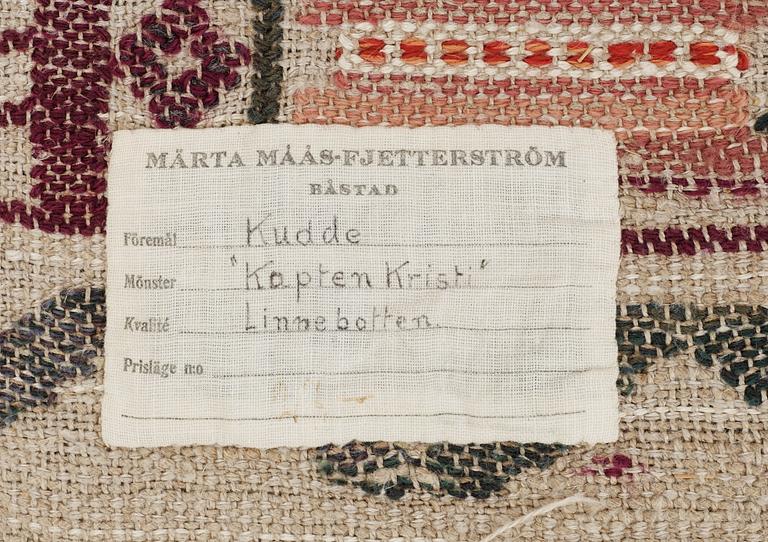 MÄRTA MÅÅS-FJETTERSTRÖM
BÅSTAD
Föremål Kudde
Mönster "Kapten Kristi"
Kvalité Linnebotten.
Prisläge n:o